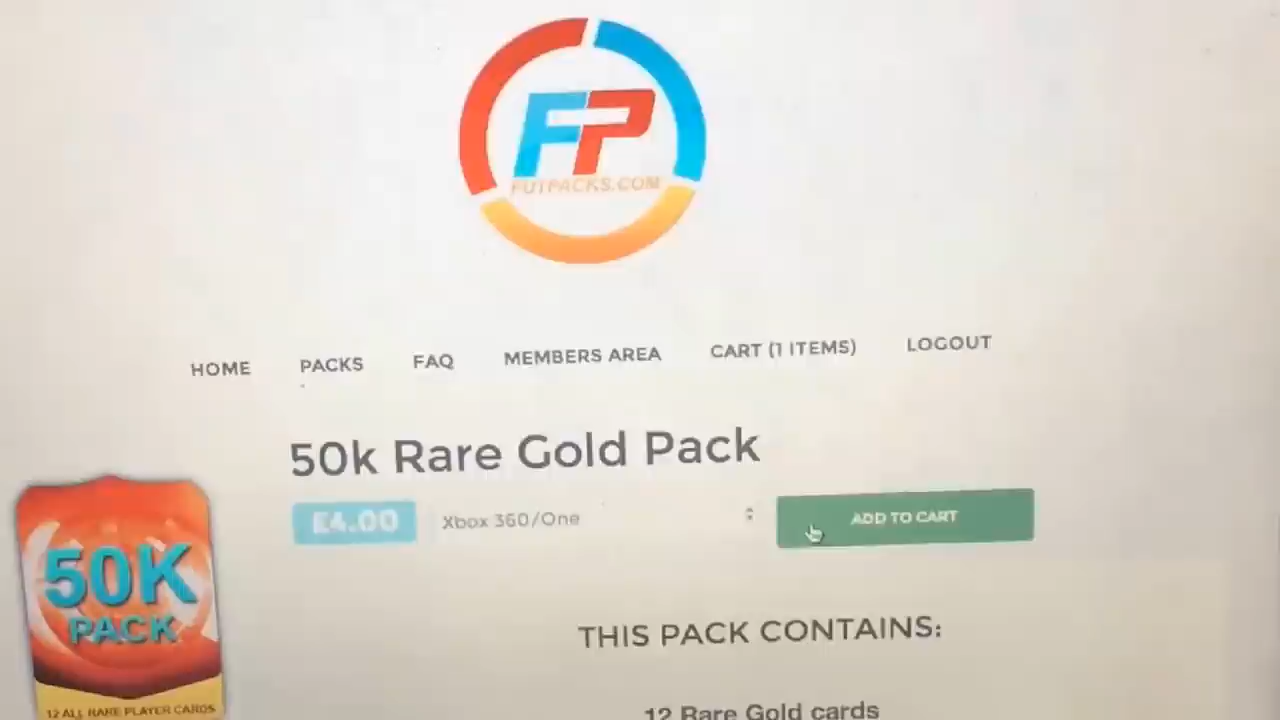 FP
FUTPACKS.COM
HOME PACKS FAQ MEMBERS AREA CART (1 ITEMS) LOGOUT
50k Rare Gold Pack
£4.00 Xbox 360/One ADD TO CART
50K
PACK
THIS PACK CONTAINS:
12 ALL RARE PLAYER CARDS
12 Rare Gold cards